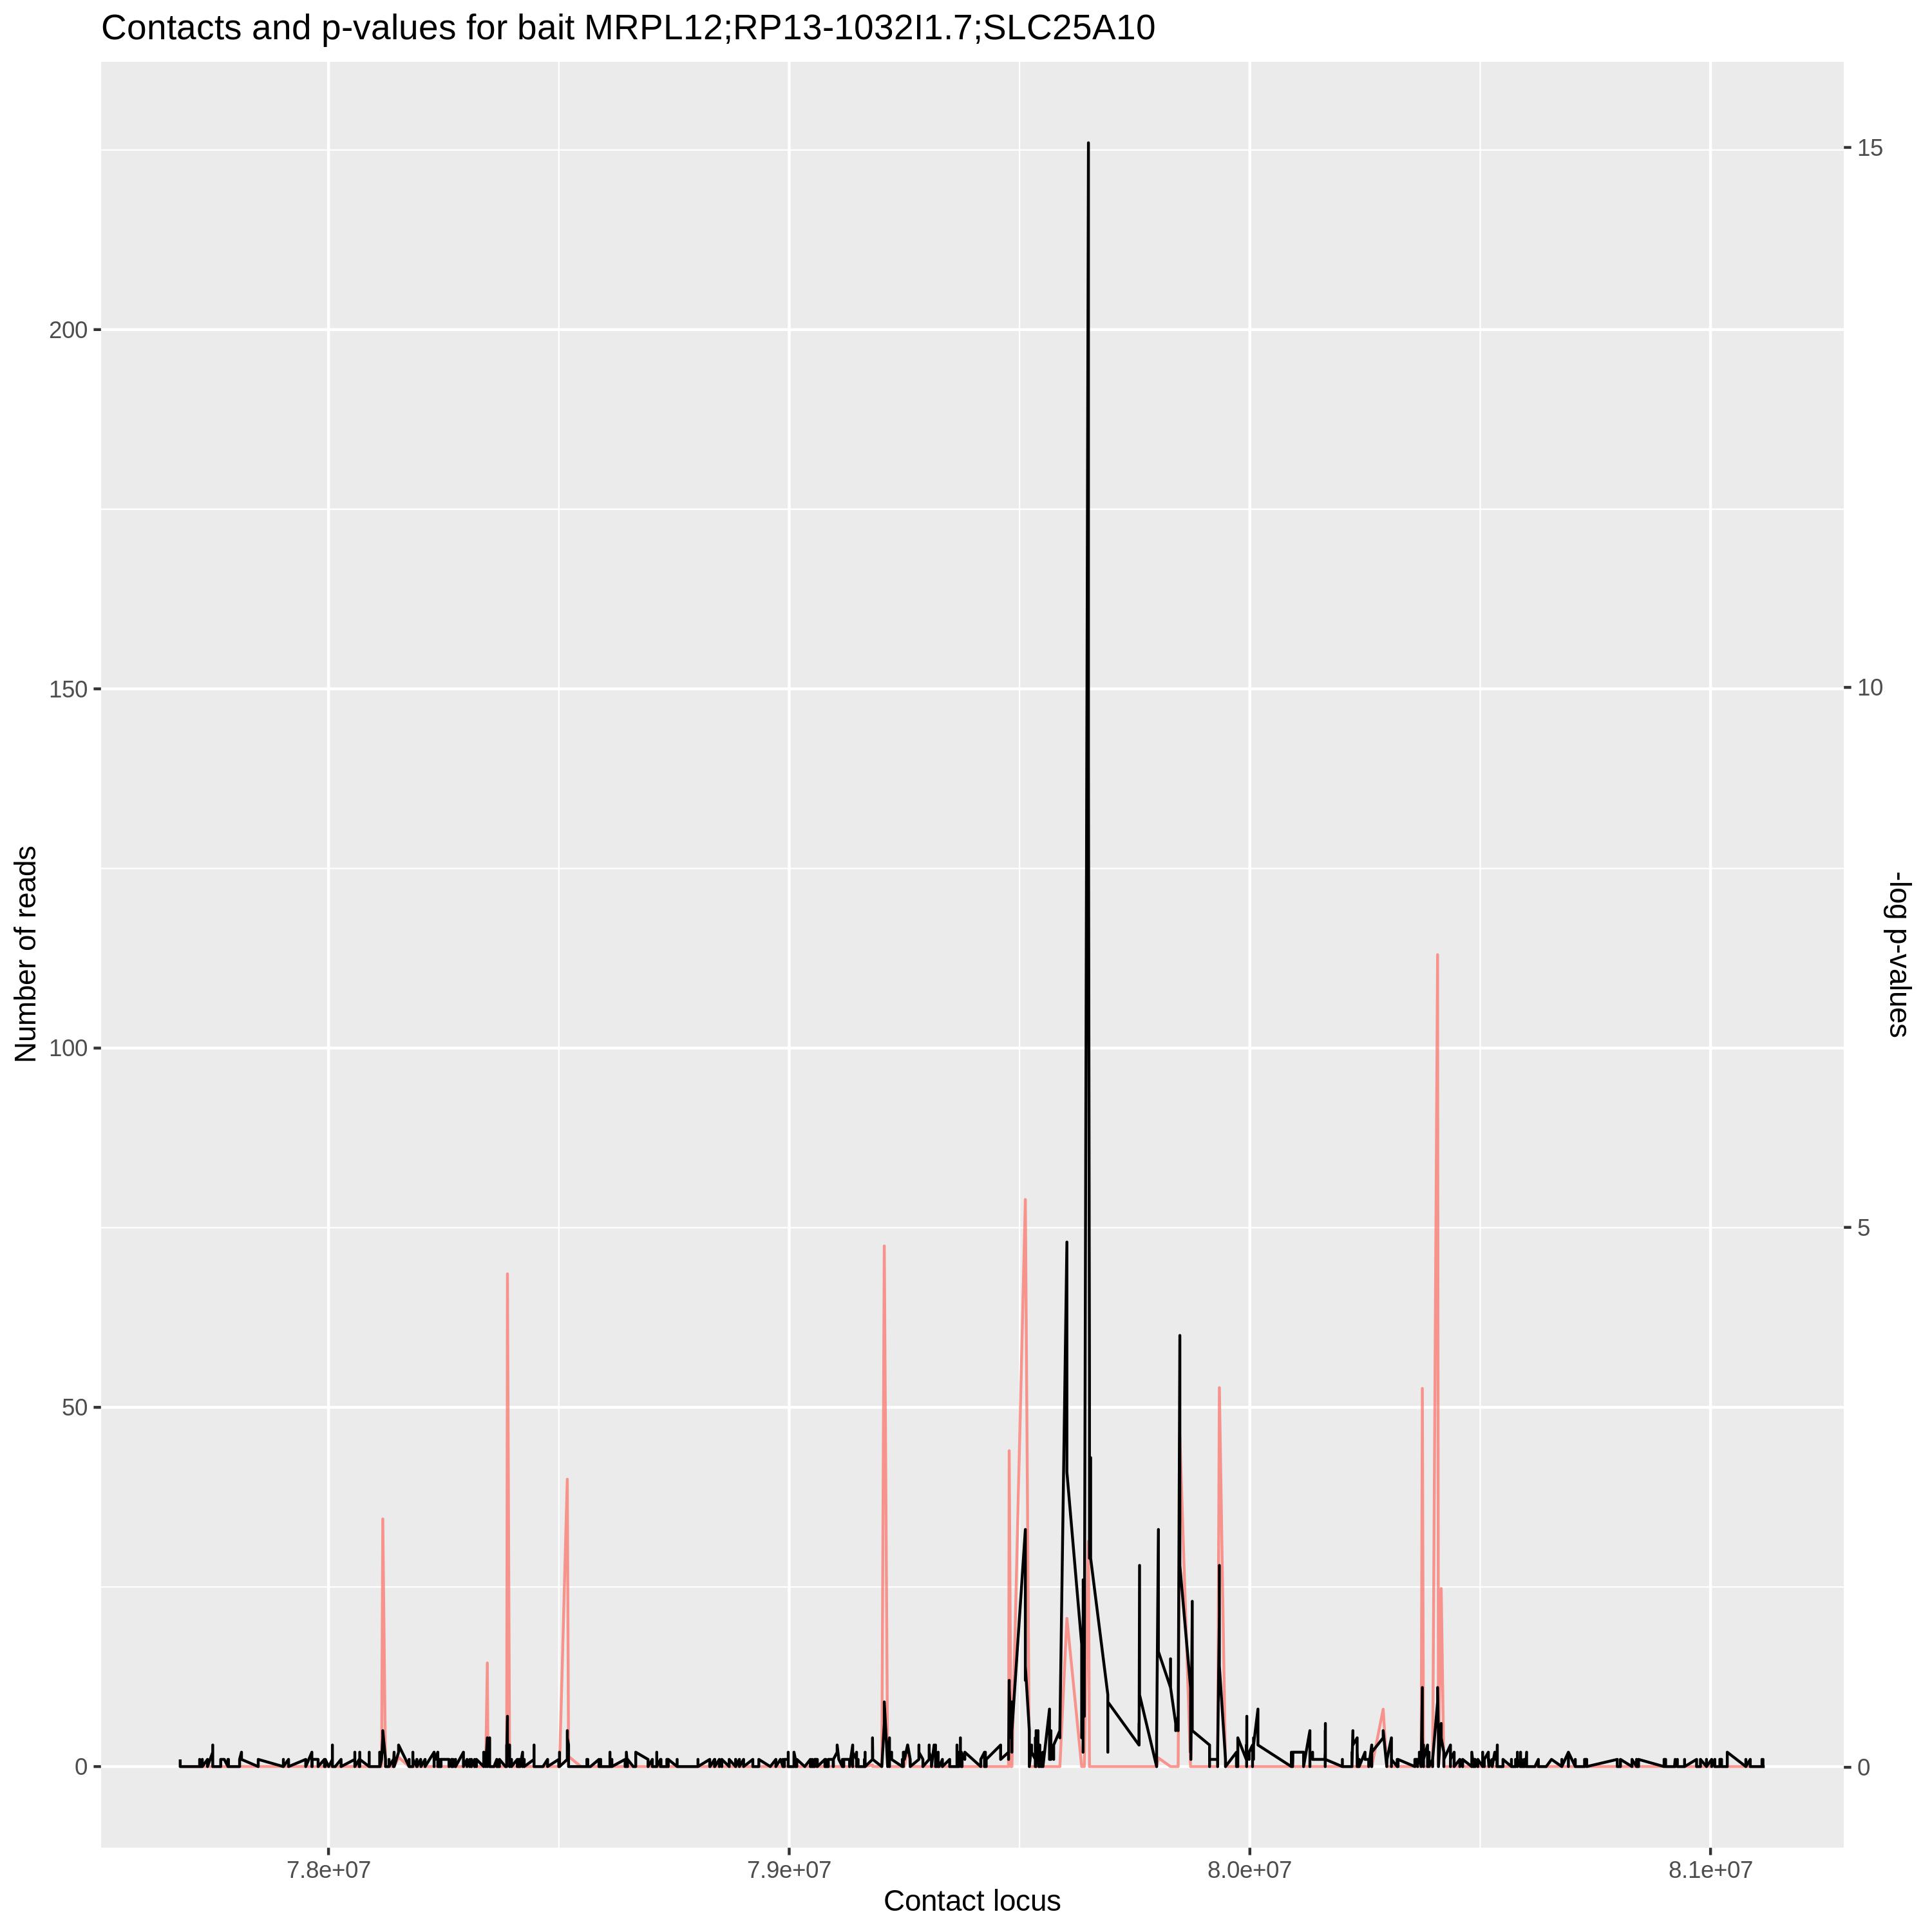 Contacts and p-values for bait MRPL12;RP13-1032I1.7;SLC25A10
Number of reads
200
150
100
50
0
15
10
5
0
-log p-values
7.8e+07 7.9e+07 8.0e+07 8.1e+07
Contact locus